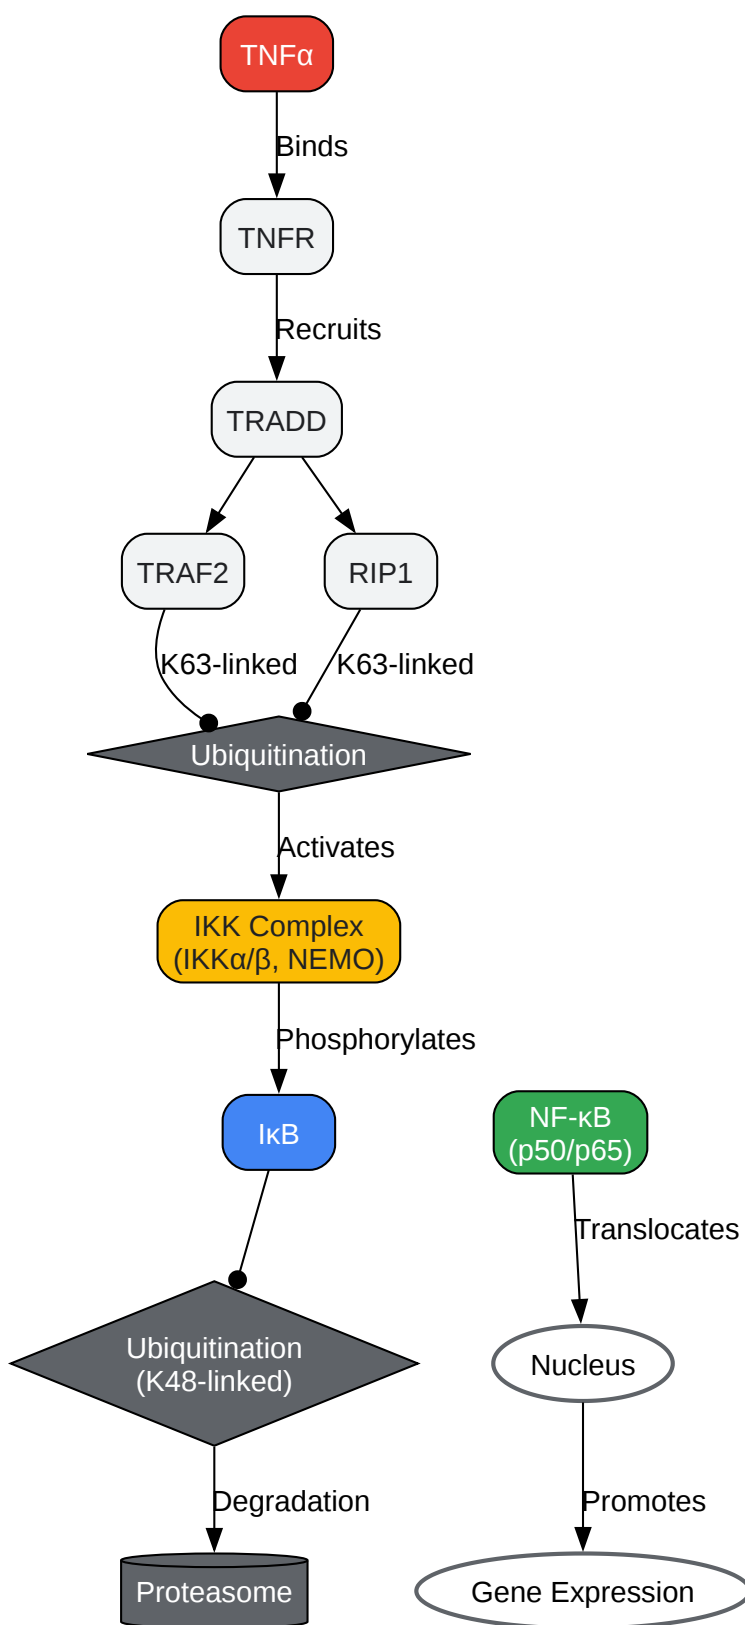 TNFα
Binds
TNFR
Recruits
TRADD
TRAF2
RIP1
K63-linked
K63-linked
Ubiquitination
Activates
IKK Complex
(IKKα/β, NEMO)
Phosphorylates
IκB
NF-κB
(p50/p65)
Translocates
Ubiquitination
(K48-linked)
Nucleus
Degradation
Promotes
Proteasome
Gene Expression